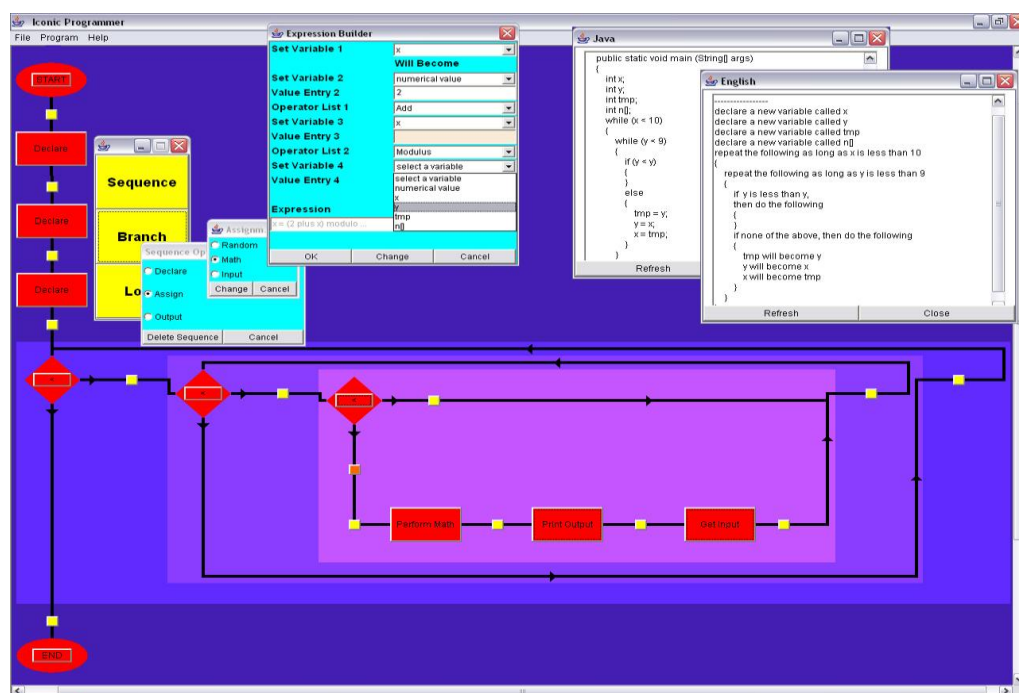 Iconic Programmer
File Program Help
START
Declare
Declare
Declare
Sequence
Branch
Lo
Sequence Op
Declare
Assign
Output
Delete Sequence Cancel
Assignm
Random
Math
Input
Change Cancel
Expression Builder
Set Variable 1 x
Will Become
Set Variable 2 numerical value
Value Entry 2 2
Operator List 1 Add
Set Variable 3 x
Value Entry 3
Operator List 2 Modulus
Set Variable 4 select a variable
Value Entry 4 select a variable
numerical value
x
Expression y
tmp
x = (2 plus x) modulo ... n[]
OK Change Cancel
Java
public static void main (String[] args)
{
int x;
int y;
int tmp;
int n[];
while (x < 10)
{
while (y < 9)
{
if (y < y)
{
}
else
{
tmp = y;
y = x;
x = tmp;
}
}
Refresh
English
----------------
declare a new variable called x
declare a new variable called y
declare a new variable called tmp
declare a new variable called n[]
repeat the following as long as x is less than 10
{
repeat the following as long as y is less than 9
{
if y is less than y,
then do the following
{
}
if none of the above, then do the following
{
tmp will become y
y will become x
x will become tmp
}
}
Refresh Close
<
<
Perform Math Print Output Get Input
END